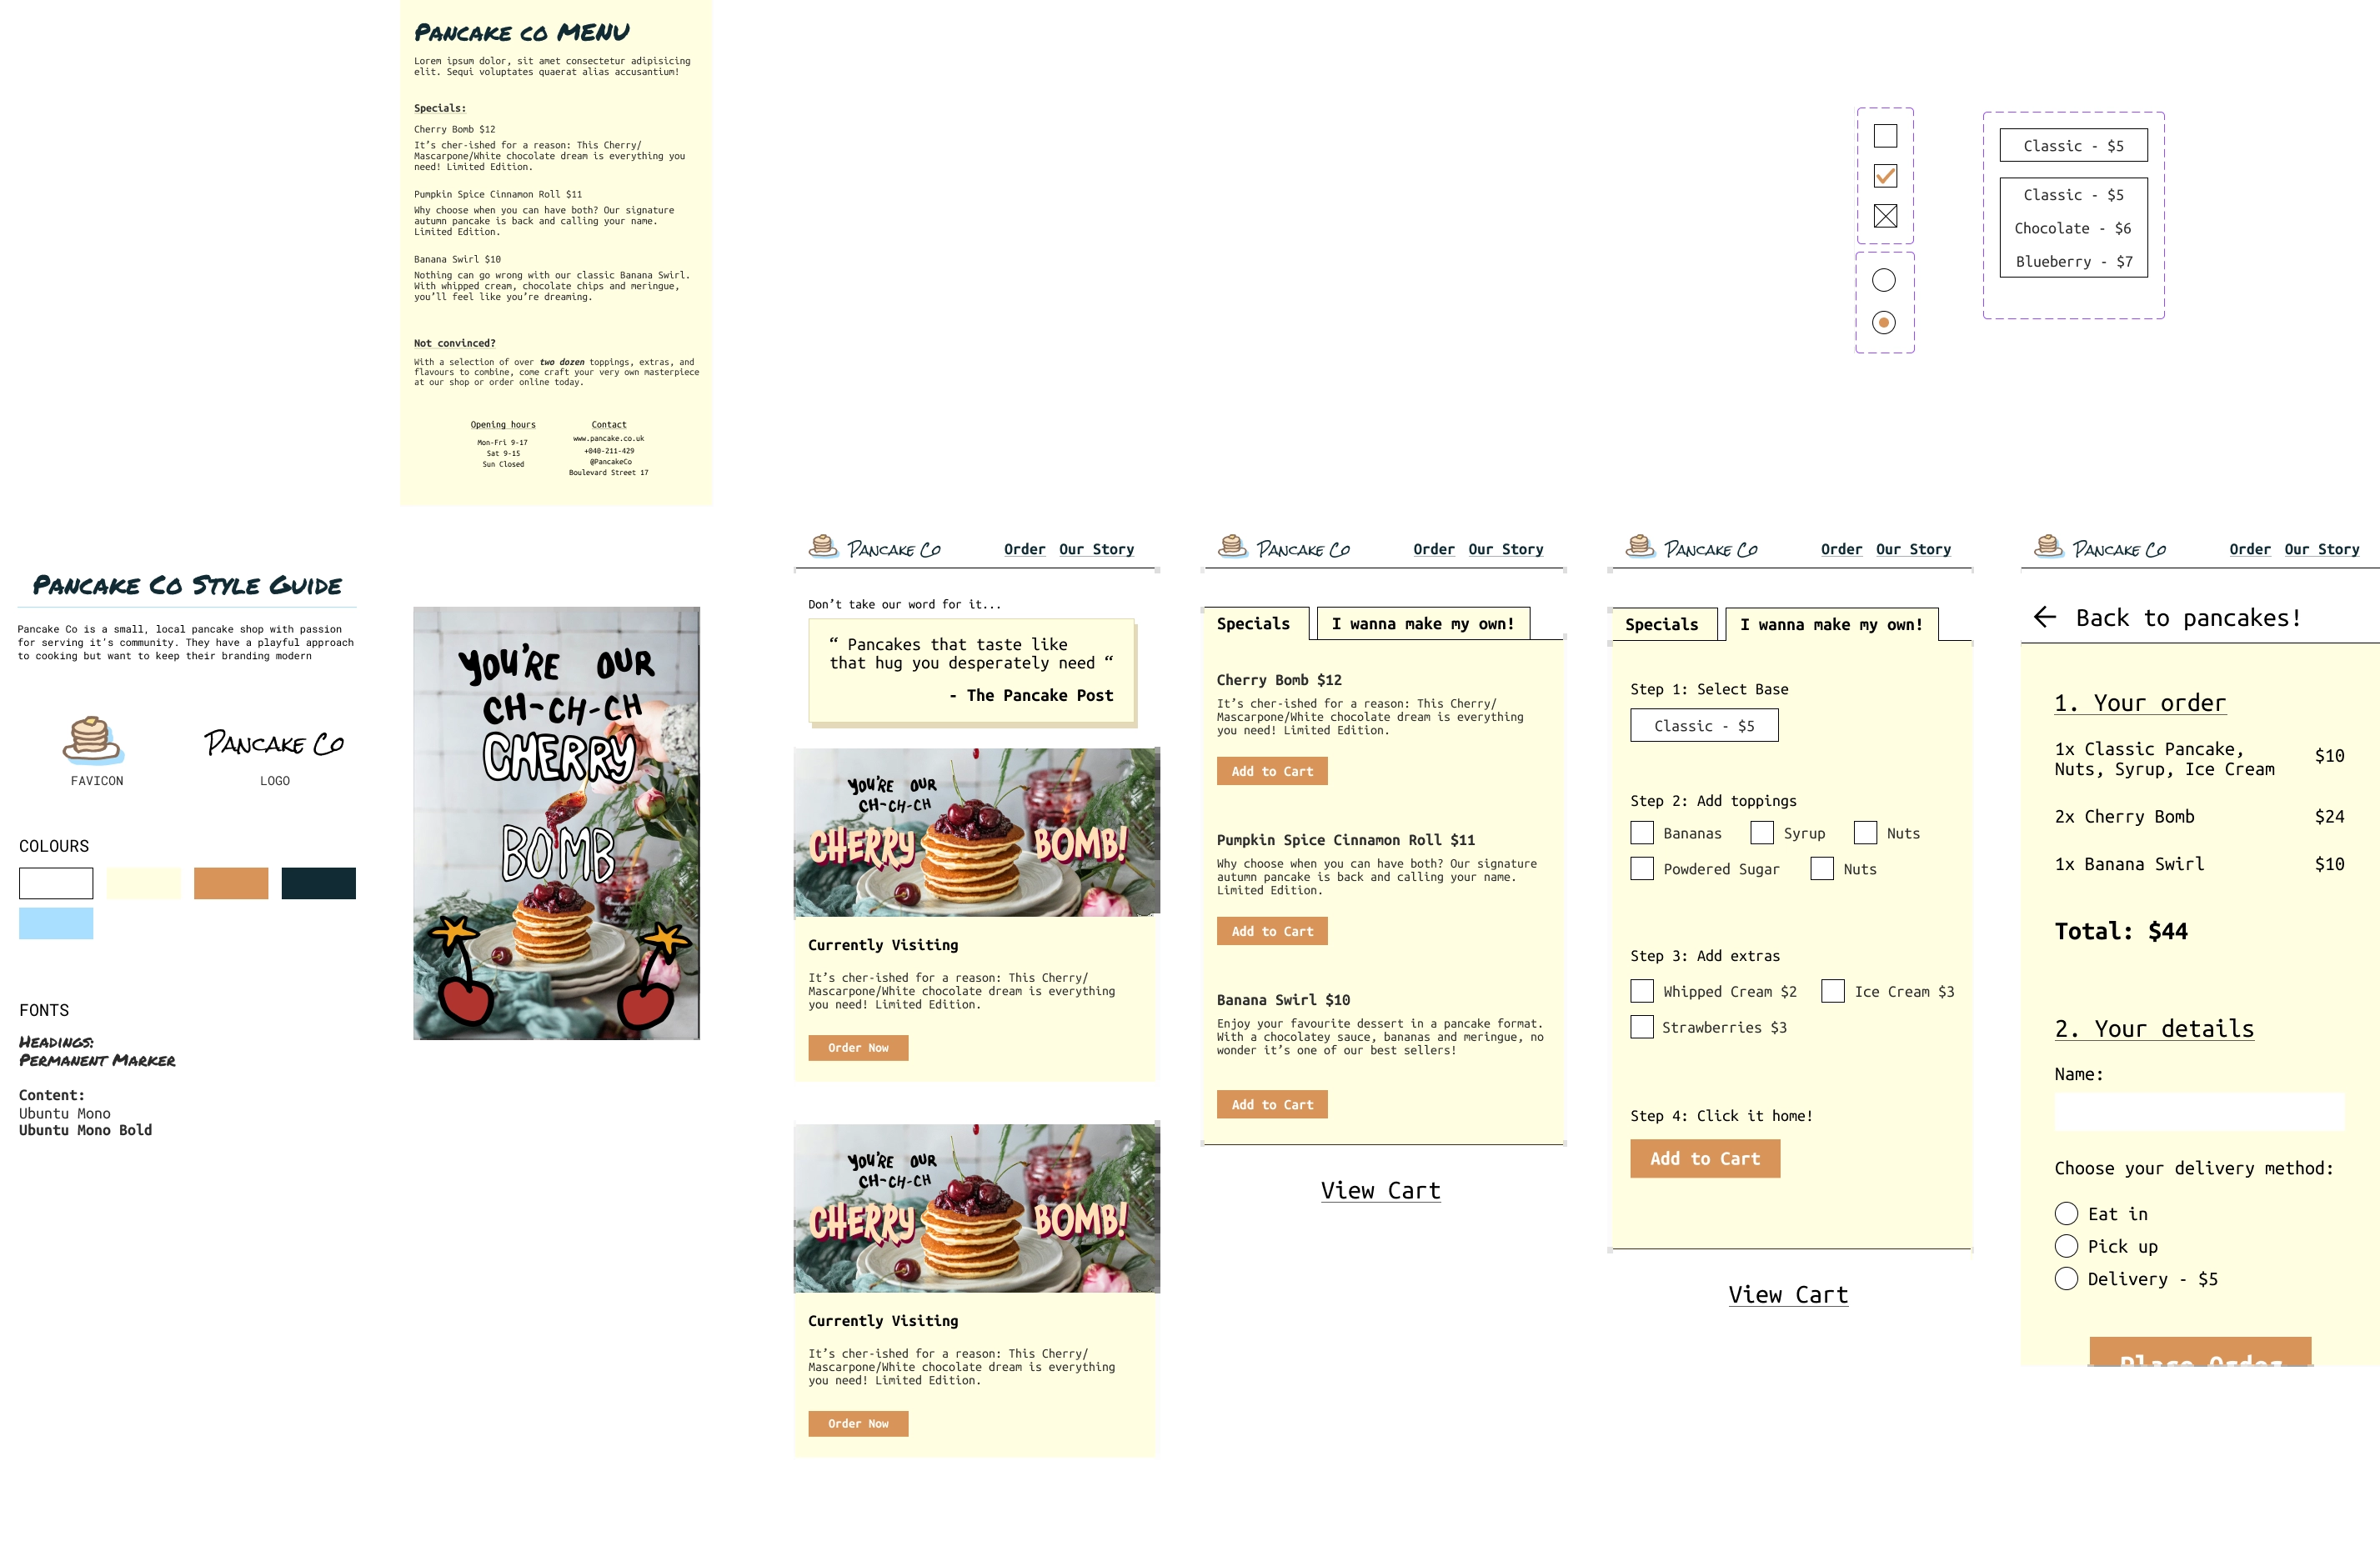 PANCAKE CO MENU
Lorem ipsum dolor, sit amet consectetur adipisicing
elit. Sequi voluptates quaerat alias accusantium!
Specials:
Cherry Bomb $12
It’s cher-ished for a reason: This Cherry/
Mascarpone/White chocolate dream is everything you
need! Limited Edition.
Pumpkin Spice Cinnamon Roll $11
Why choose when you can have both? Our signature
autumn pancake is back and calling your name.
Limited Edition.
Banana Swirl $10
Nothing can go wrong with our classic Banana Swirl.
With whipped cream, chocolate chips and meringue,
you’ll feel like you’re dreaming.
Not convinced?
With a selection of over two dozen toppings, extras, and
flavours to combine, come craft your very own masterpiece
at our shop or order online today.
Opening hours
Mon-Fri 9-17
Sat 9-15
Sun Closed
Contact
www.pancake.co.uk
+040-211-429
@PancakeCo
Boulevard Street 17
Classic - $5
Classic - $5
Chocolate - $6
Blueberry - $7
PANCAKE CO STYLE GUIDE
Pancake Co is a small, local pancake shop with passion
for serving it’s community. They have a playful approach
to cooking but want to keep their branding modern
PANCAKE CO
FAVICON
LOGO
COLOURS
FONTS
HEADINGS:
PERMANENT MARKER
Content:
Ubuntu Mono
Ubuntu Mono Bold
YOU’RE OUR
CH-CH-CH
CHERRY
BOMB
PANCAKE CO
Order Our Story
Don’t take our word for it...
“ Pancakes that taste like
that hug you desperately need “
- The Pancake Post
YOU’RE OUR
CH-CH-CH
CHERRY BOMB!
Currently Visiting
It’s cher-ished for a reason: This Cherry/
Mascarpone/White chocolate dream is everything
you need! Limited Edition.
Order Now
YOU’RE OUR
CH-CH-CH
CHERRY BOMB!
Currently Visiting
It’s cher-ished for a reason: This Cherry/
Mascarpone/White chocolate dream is everything
you need! Limited Edition.
Order Now
PANCAKE CO
Order Our Story
Specials
I wanna make my own!
Cherry Bomb $12
It’s cher-ished for a reason: This Cherry/
Mascarpone/White chocolate dream is everything
you need! Limited Edition.
Add to Cart
Pumpkin Spice Cinnamon Roll $11
Why choose when you can have both? Our signature
autumn pancake is back and calling your name.
Limited Edition.
Add to Cart
Banana Swirl $10
Enjoy your favourite dessert in a pancake format.
With a chocolatey sauce, bananas and meringue, no
wonder it’s one of our best sellers!
Add to Cart
View Cart
PANCAKE CO
Order Our Story
Specials
I wanna make my own!
Step 1: Select Base
Classic - $5
Step 2: Add toppings
Bananas Syrup Nuts
Powdered Sugar Nuts
Step 3: Add extras
Whipped Cream $2 Ice Cream $3
Strawberries $3
Step 4: Click it home!
Add to Cart
View Cart
PANCAKE CO
Order Our Story
Back to pancakes!
1. Your order
1x Classic Pancake,
Nuts, Syrup, Ice Cream $10
2x Cherry Bomb $24
1x Banana Swirl $10
Total: $44
2. Your details
Name:
Choose your delivery method:
Eat in
Pick up
Delivery - $5
Place Order